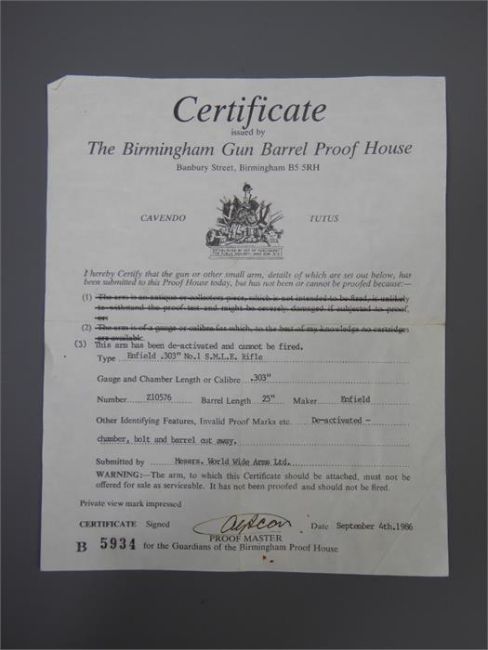 Certificate
issued by
The Birmingham Gun Barrel Proof House
Banbury Street, Birmingham B5 5RH
CAVENDO TUTUS
I hereby Certify that the gun or other small arm, details of which are set out below, has
been submitted to this Proof House today, but has not been or cannot be proofed because:—
(1) The arm is an antique or collectors piece, which is not intended to be fired, is unlikely
to withstand the proof test and might be severely damaged if subjected to proof,
or:
(2) The arm is of a gauge or calibre for which, to the best of my knowledge no cartridges
are available.
(3) This arm has been de-activated and cannot be fired.
Type Enfield .303" No.1 S.M.L.E. Rifle
Gauge and Chamber Length or Calibre .303"
Number Z10576 Barrel Length 25" Maker Enfield
Other Identifying Features, Invalid Proof Marks etc. De-activated -
chamber, bolt and barrel cut away.
Submitted by Messrs. World Wide Arms Ltd.
WARNING:—The arm, to which this Certificate should be attached, must not be
offered for sale as serviceable. It has not been proofed and should not be fired.
Private view mark impressed
CERTIFICATE Signed Date September 4th.1986
PROOF MASTER
B 5934 for the Guardians of the Birmingham Proof House